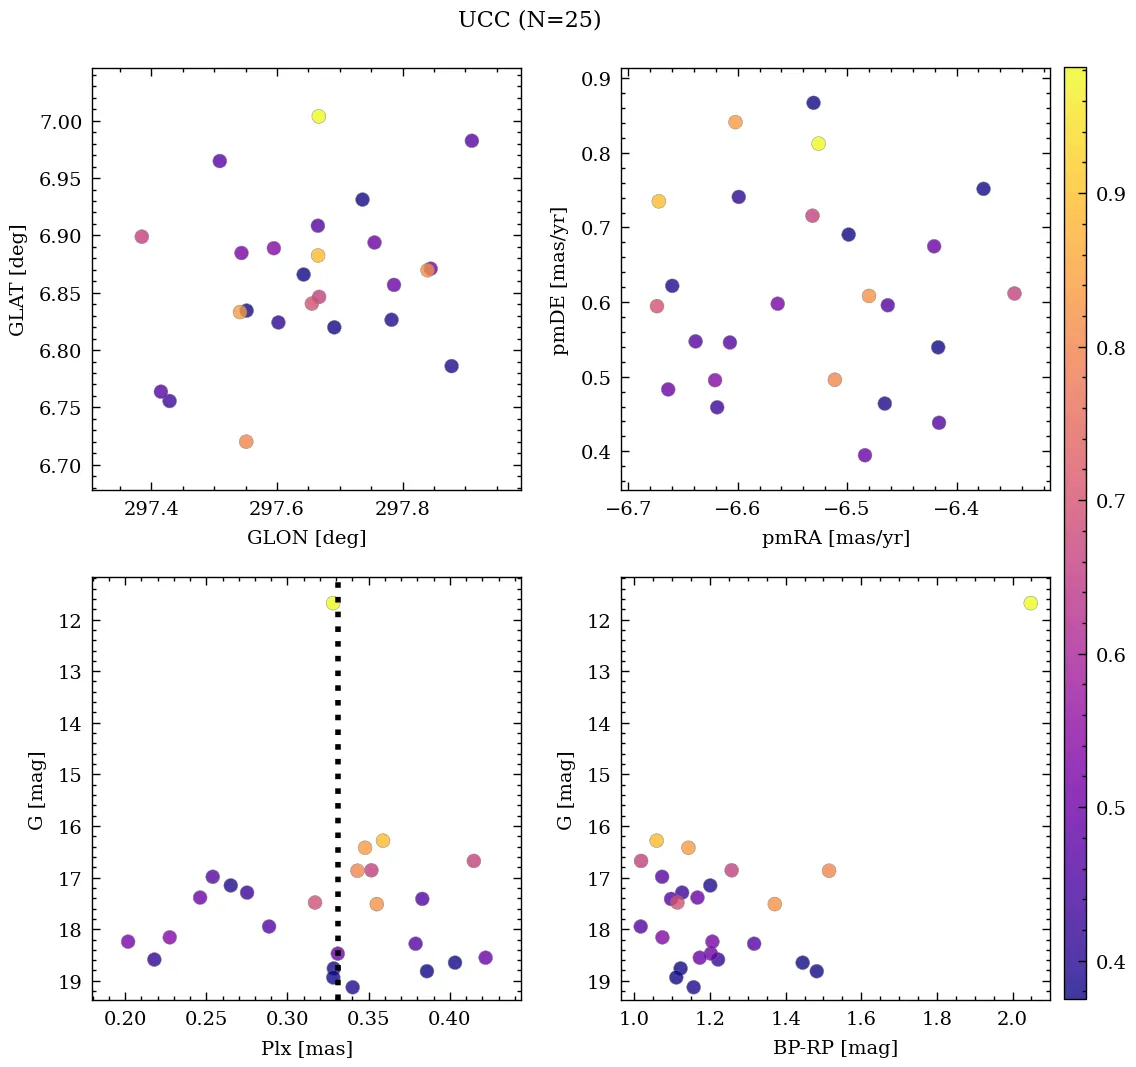 UCC (N=25)
7.00
6.95
6.90
6.85
6.80
6.75
6.70
GLAT [deg]
297.4 297.6 297.8
GLON [deg]
0.9
0.8
0.7
0.6
0.5
0.4
pmDE [mas/yr]
−6.7 −6.6 −6.5 −6.4
pmRA [mas/yr]
12
13
14
15
16
17
18
19
G [mag]
0.20 0.25 0.30 0.35 0.40
Plx [mas]
12
13
14
15
16
17
18
19
G [mag]
1.0 1.2 1.4 1.6 1.8 2.0
BP-RP [mag]
0.9
0.8
0.7
0.6
0.5
0.4